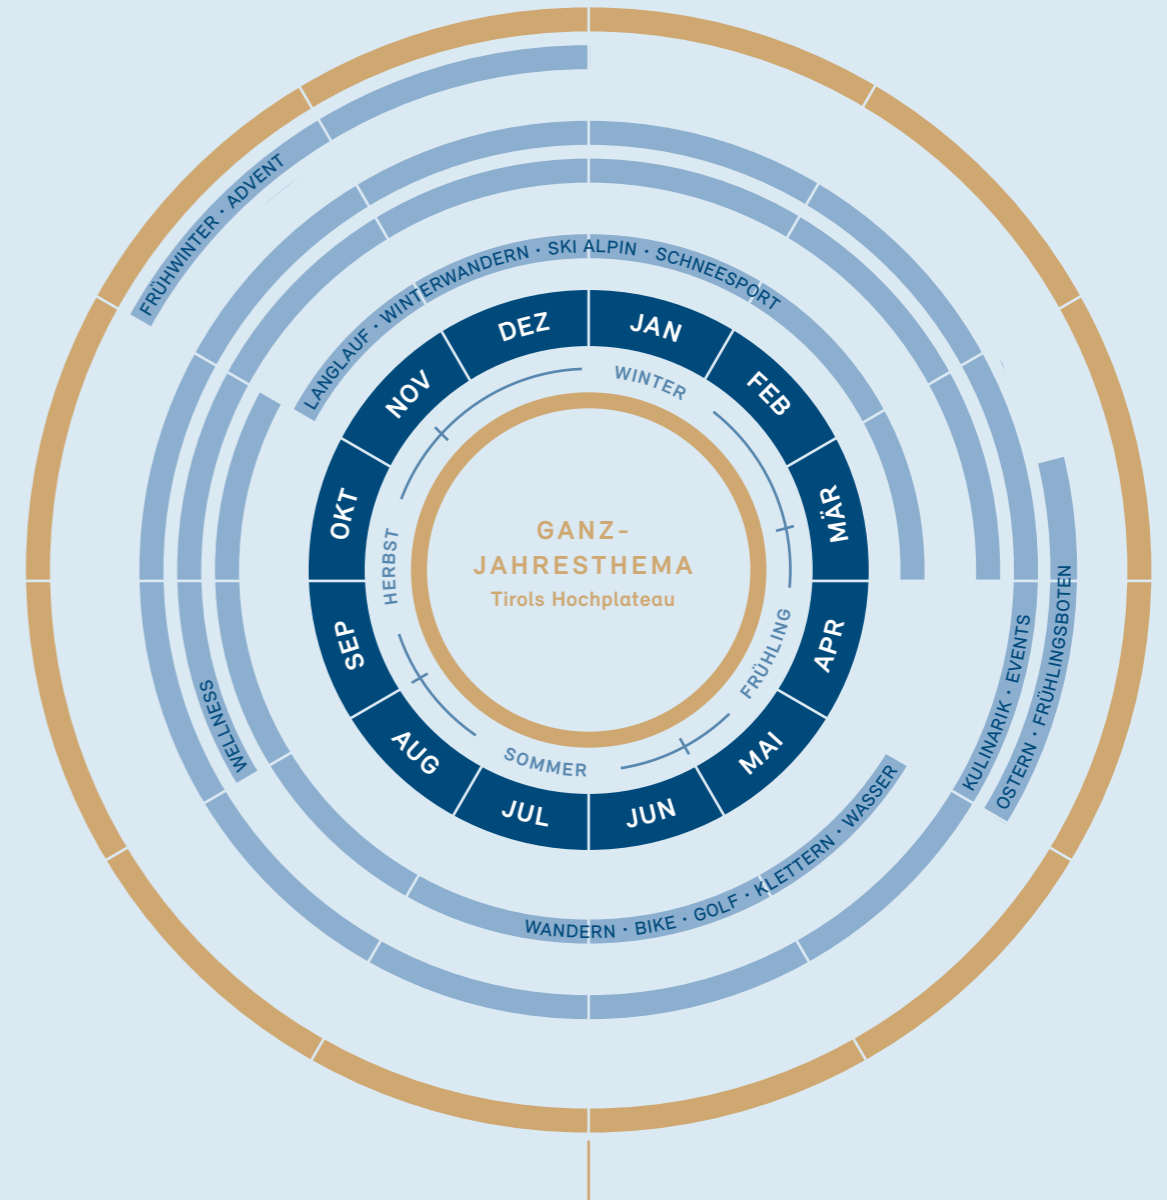 GANZ-
JAHRESTHEMA
Tirols Hochplateau
WINTER
FRÜHLING
SOMMER
HERBST
JAN
FEB
MÄR
APR
MAI
JUN
JUL
AUG
SEP
OKT
NOV
DEZ
LANGLAUF · WINTERWANDERN · SKI ALPIN · SCHNEESPORT
WANDERN · BIKE · GOLF · KLETTERN · WASSER
WELLNESS
KULINARIK · EVENTS
OSTERN · FRÜHLINGSBOTEN
FRÜHWINTER · ADVENT